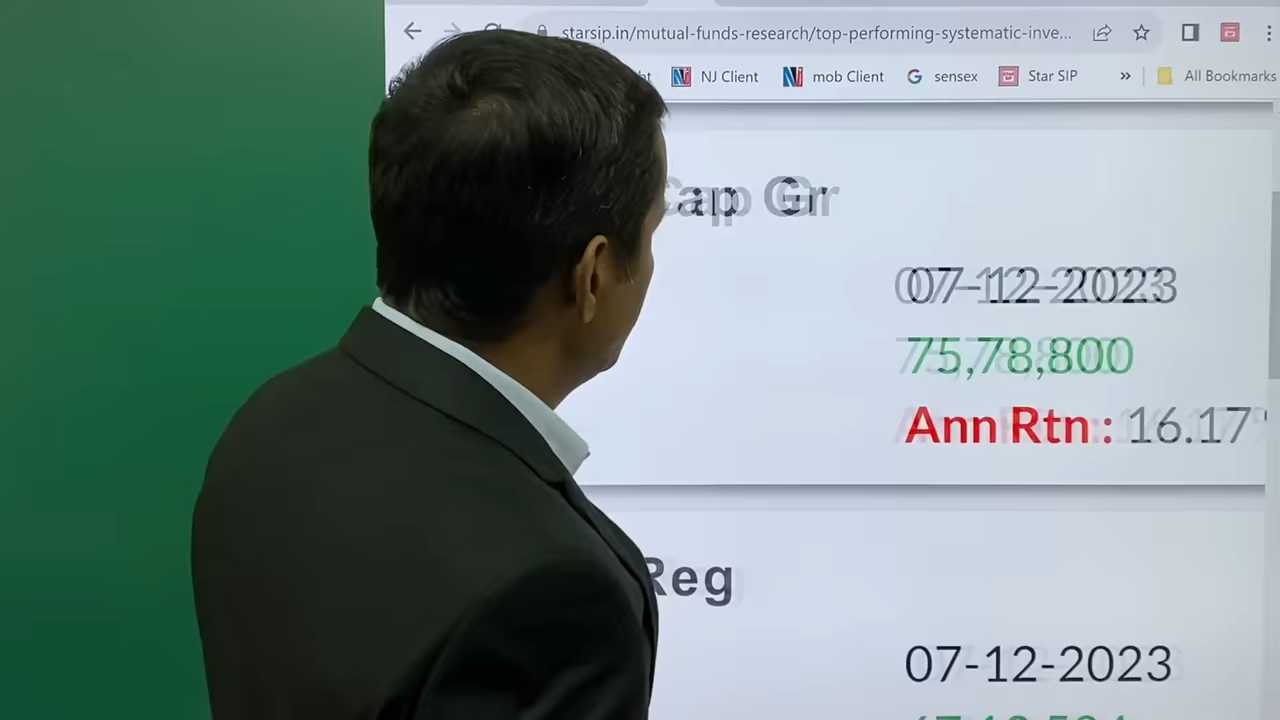 starsip.in/mutual-funds-research/top-performing-systematic-inve...
NJ Client mob Client sensex Star SIP » All Bookmarks
Cap Gr
07-12-2023
75,78,800
Ann Rtn : 16.17%
Reg
07-12-2023